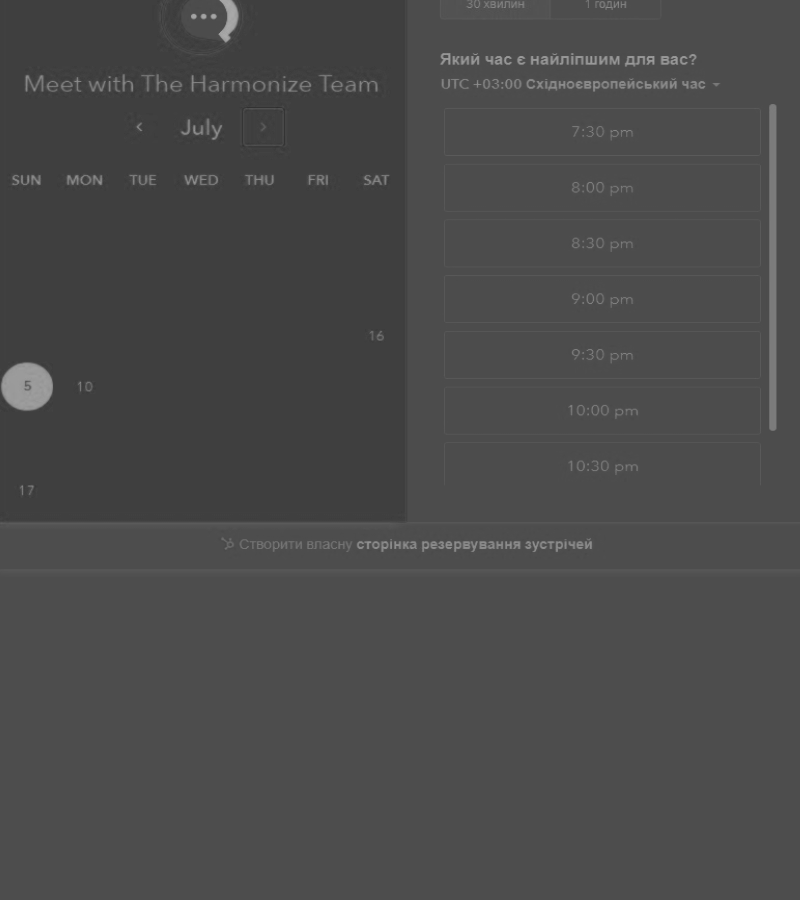 30 хвилин
1 годин
Meet with The Harmonize Team
July
SUN MON TUE WED THU FRI SAT
16
5 10
17
Який час є найліпшим для вас?
UTC +03:00 Східноєвропейський час
7:30 pm
8:00 pm
8:30 pm
9:00 pm
9:30 pm
10:00 pm
10:30 pm
Створити власну сторінка резервування зустрічей